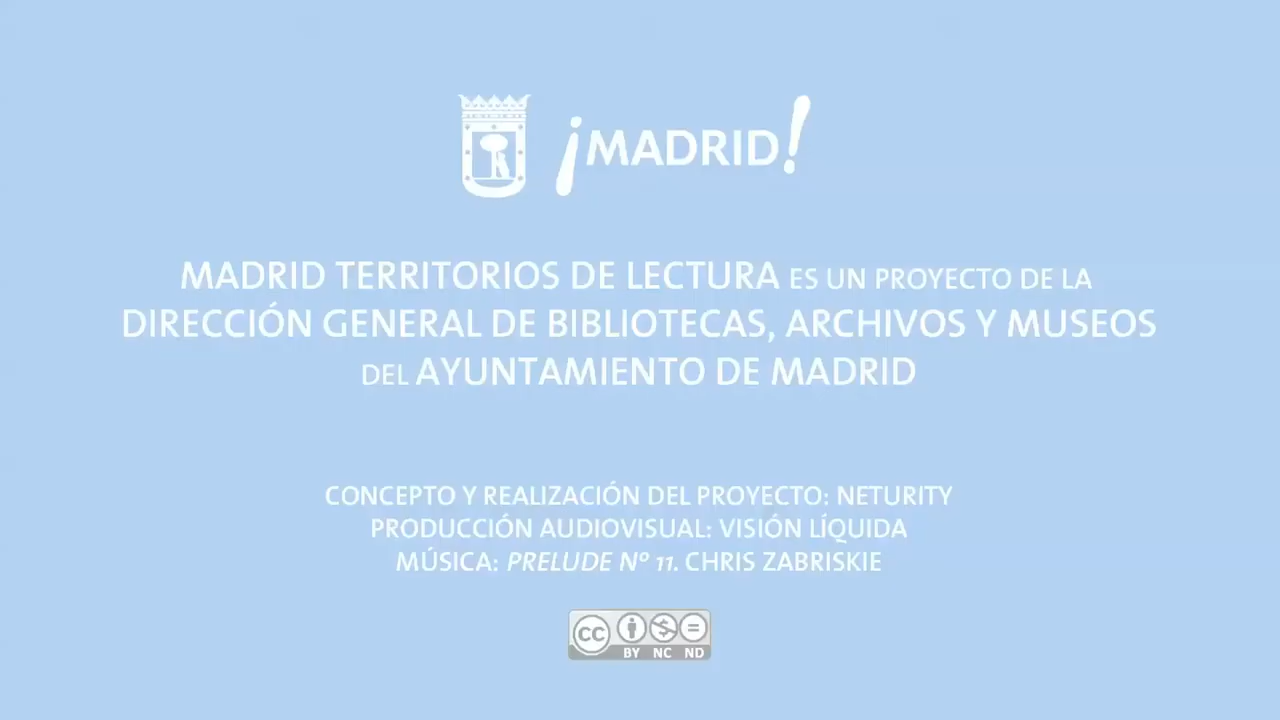 ¡MADRID!
MADRID TERRITORIOS DE LECTURA ES UN PROYECTO DE LA
DIRECCIÓN GENERAL DE BIBLIOTECAS, ARCHIVOS Y MUSEOS
DEL AYUNTAMIENTO DE MADRID
CONCEPTO Y REALIZACIÓN DEL PROYECTO: NETURITY
PRODUCCIÓN AUDIOVISUAL: VISIÓN LÍQUIDA
MÚSICA: PRELUDE Nº 11. CHRIS ZABRISKIE
CC BY NC ND